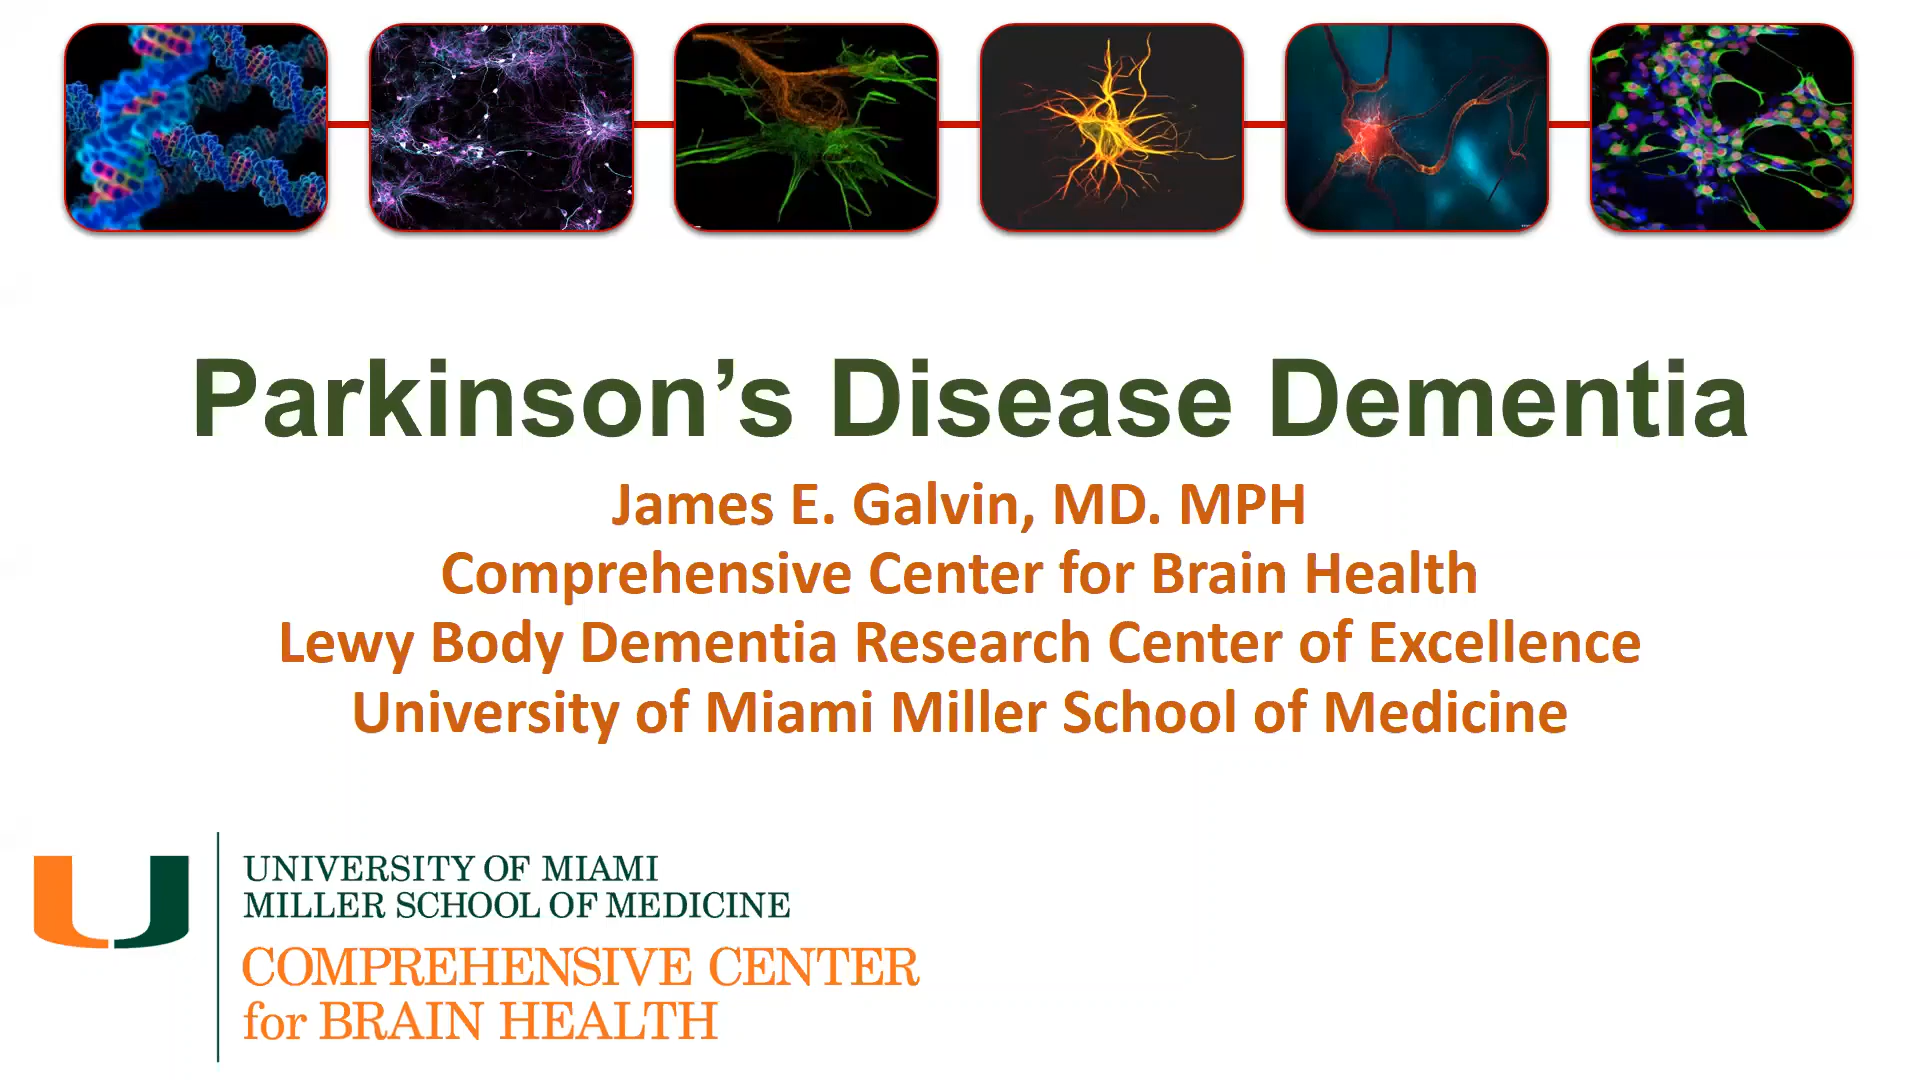 Parkinson’s Disease Dementia
James E. Galvin, MD. MPH
Comprehensive Center for Brain Health
Lewy Body Dementia Research Center of Excellence
University of Miami Miller School of Medicine
UNIVERSITY OF MIAMI
MILLER SCHOOL OF MEDICINE
COMPREHENSIVE CENTER
for BRAIN HEALTH